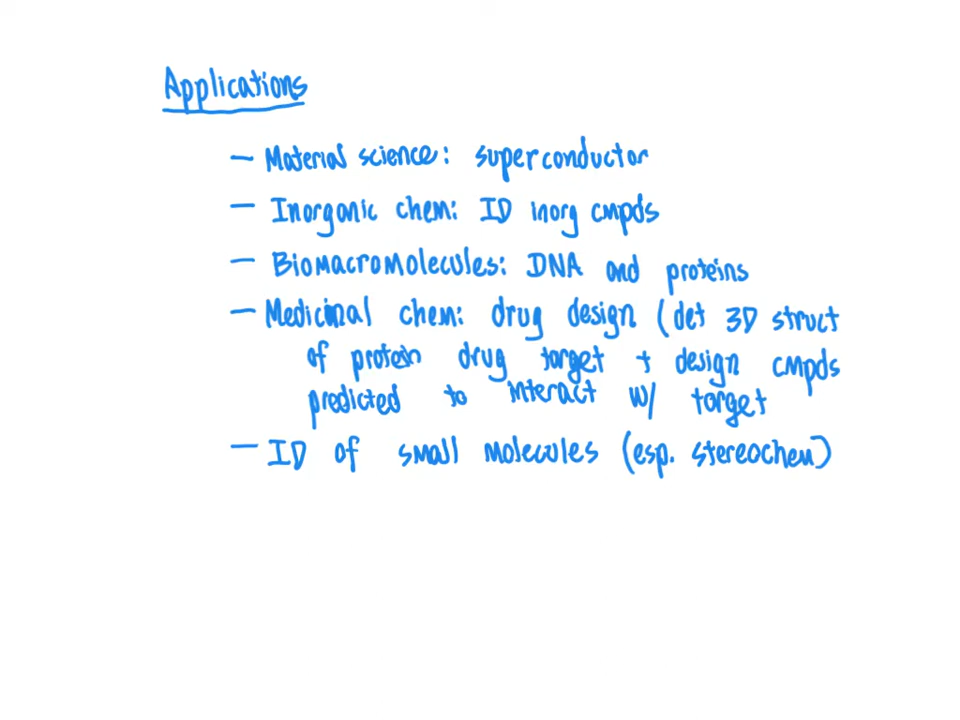 Applications
— Material science: superconductor
— Inorganic chem: ID inorg cmpds
— Biomacromolecules: DNA and proteins
— Medicinal chem: drug design (det 3D struct
of protein drug target + design cmpds
predicted to interact w/ target
— ID of small molecules (esp. stereochem)